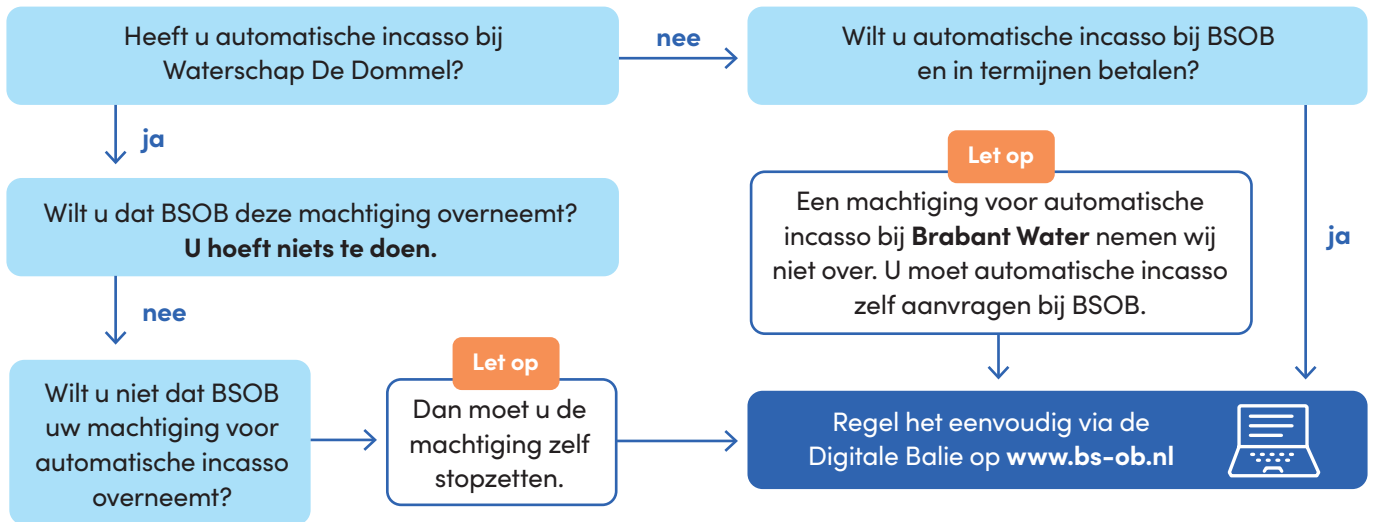 Heeft u automatische incasso bij
Waterschap De Dommel?
nee
Wilt u automatische incasso bij BSOB
en in termijnen betalen?
ja
Wilt u dat BSOB deze machtiging overneemt?
U hoeft niets te doen.
Let op
Een machtiging voor automatische
incasso bij Brabant Water nemen wij
niet over. U moet automatische incasso
zelf aanvragen bij BSOB.
ja
nee
Wilt u niet dat BSOB
uw machtiging voor
automatische incasso
overneemt?
Let op
Dan moet u de
machtiging zelf
stopzetten.
Regel het eenvoudig via de
Digitale Balie op www.bs-ob.nl